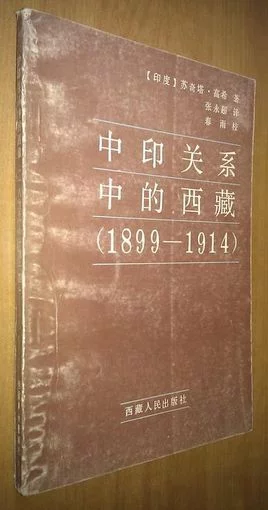 【印度】苏奇塔·高希 著
张永超 译
春雨 校
中印关系
中的西藏
(1899—1914)
西藏人民出版社